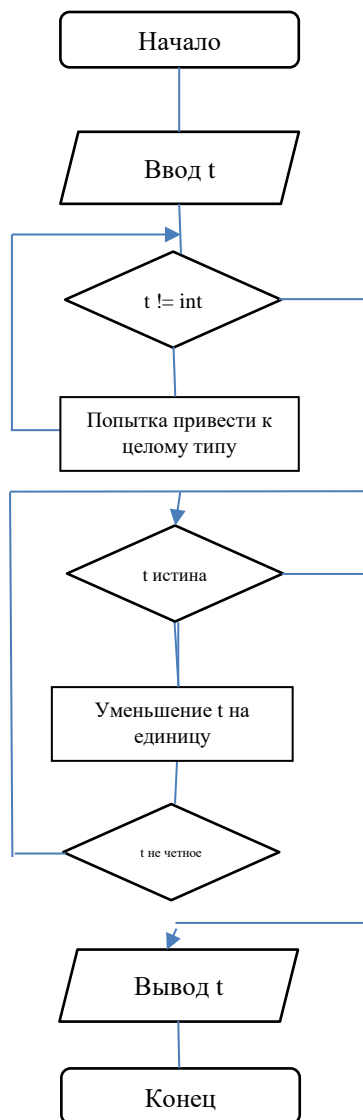 Начало
Ввод t
t != int
Попытка привести к
целому типу
t истина
Уменьшение t на
единицу
t не четное
Вывод t
Конец